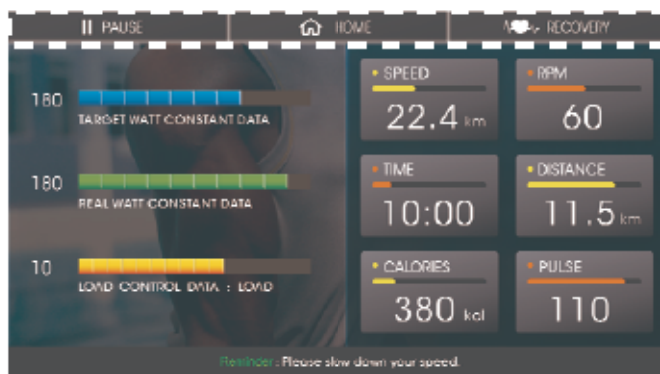 PAUSE
HOME
RECOVERY
180
TARGET WATT CONSTANT DATA
180
REAL WATT CONSTANT DATA
10
LOAD CONTROL DATA : LOAD
SPEED
22.4 km
RPM
60
TIME
10:00
DISTANCE
11.5 km
CALORIES
380 kal
PULSE
110
Reminder : Please slow down your speed.